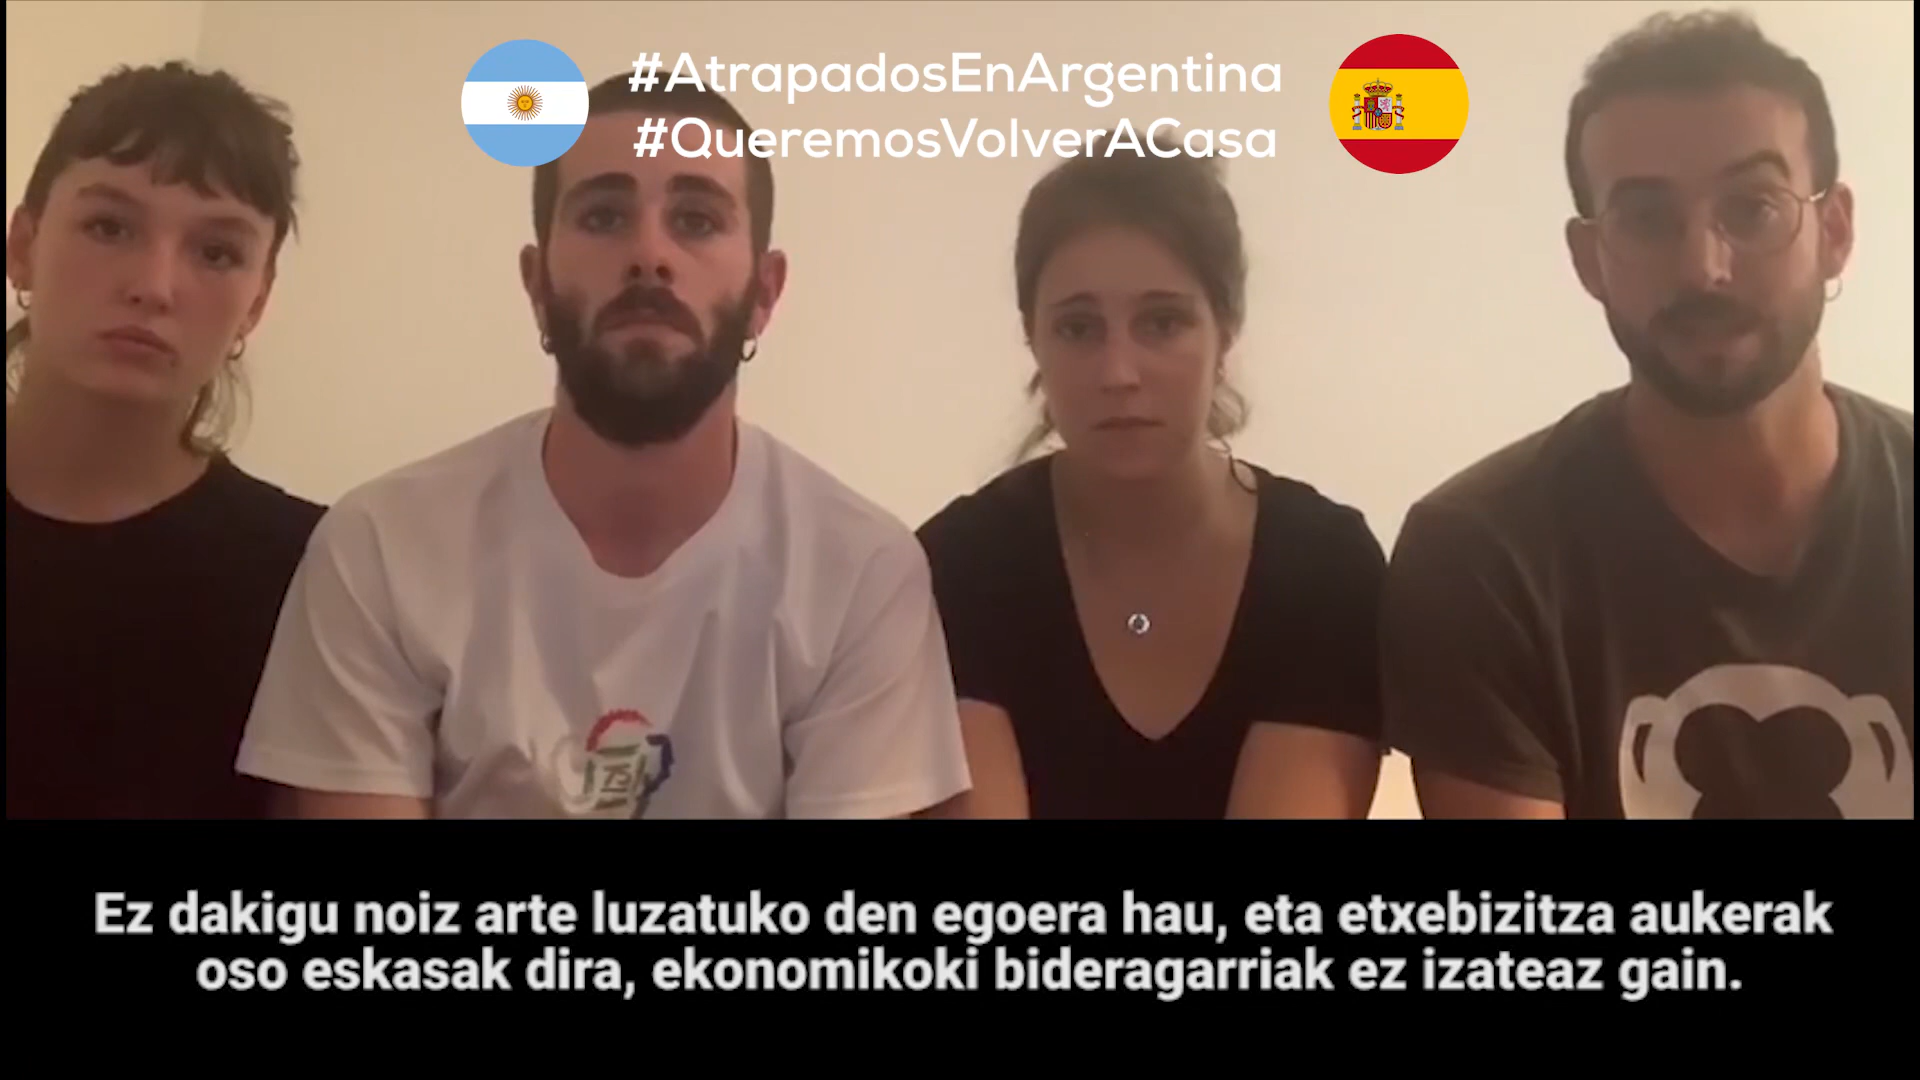 #AtrapadosEnArgentina
#QueremosVolverACasa
75
Ez dakigu noiz arte luzatuko den egoera hau, eta etxebizitza aukerak
oso eskasak dira, ekonomikoki bideragarriak ez izateaz gain.